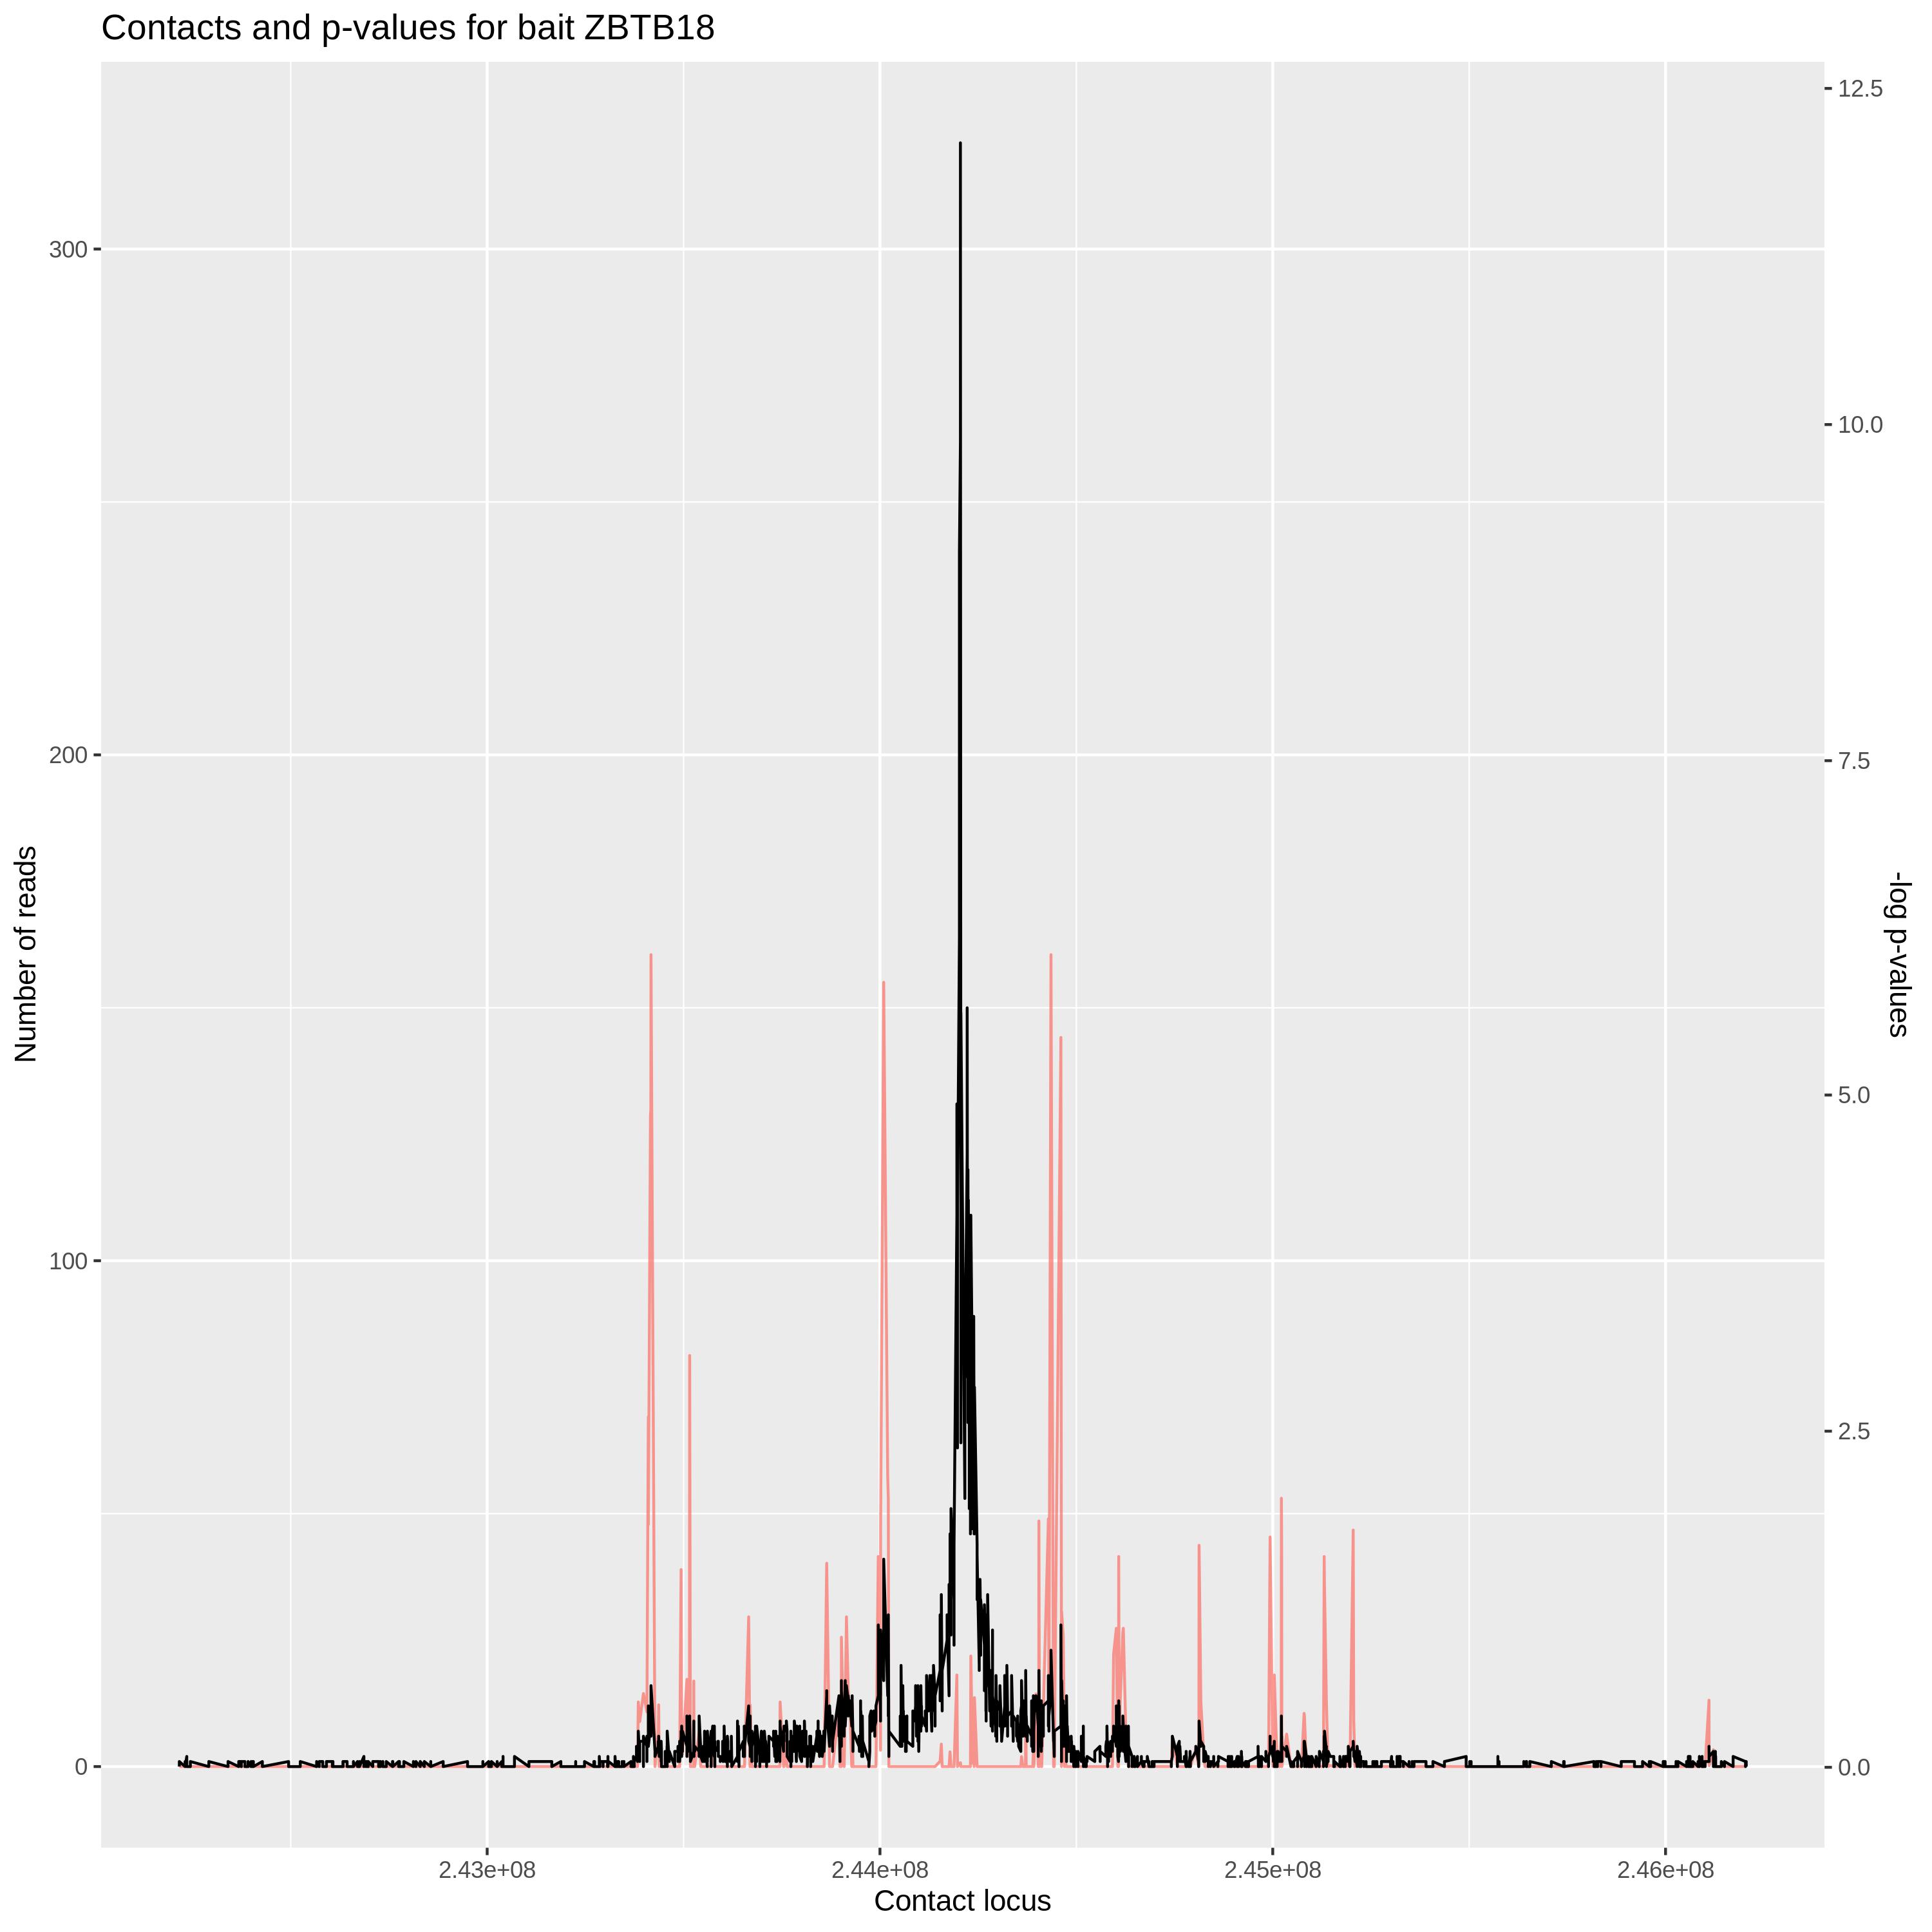 Contacts and p-values for bait ZBTB18
12.5
300
10.0
200
7.5
Number of reads
-log p-values
5.0
100
2.5
0
0.0
2.43e+08
2.44e+08
2.45e+08
2.46e+08
Contact locus